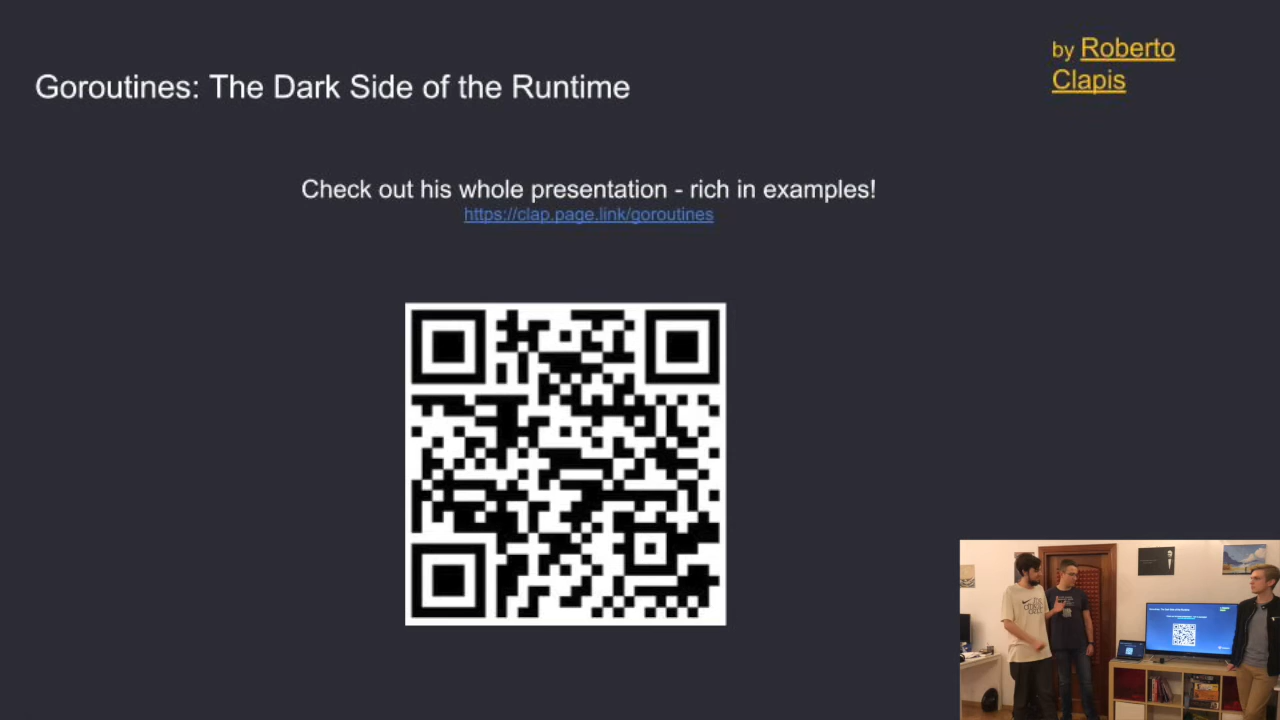 Goroutines: The Dark Side of the Runtime
by Roberto
Clapis
Check out his whole presentation - rich in examples!
https://clap.page.link/goroutines